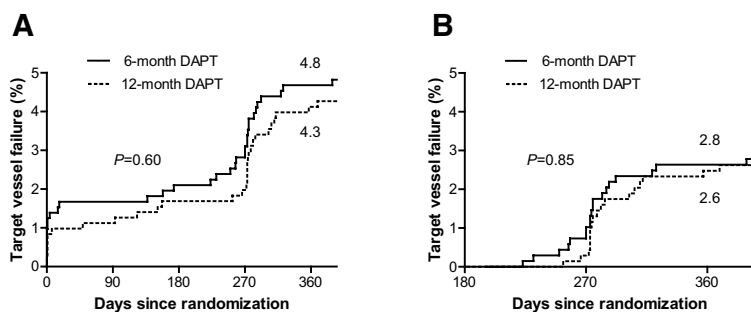 A
6-month DAPT
12-month DAPT
Target vessel failure (%)
5
4
3
2
1
0
4.8
4.3
P=0.60
0 90 180 270 360
Days since randomization
B
6-month DAPT
12-month DAPT
Target vessel failure (%)
5
4
3
2
1
0
2.8
2.6
P=0.85
180 270 360
Days since randomization